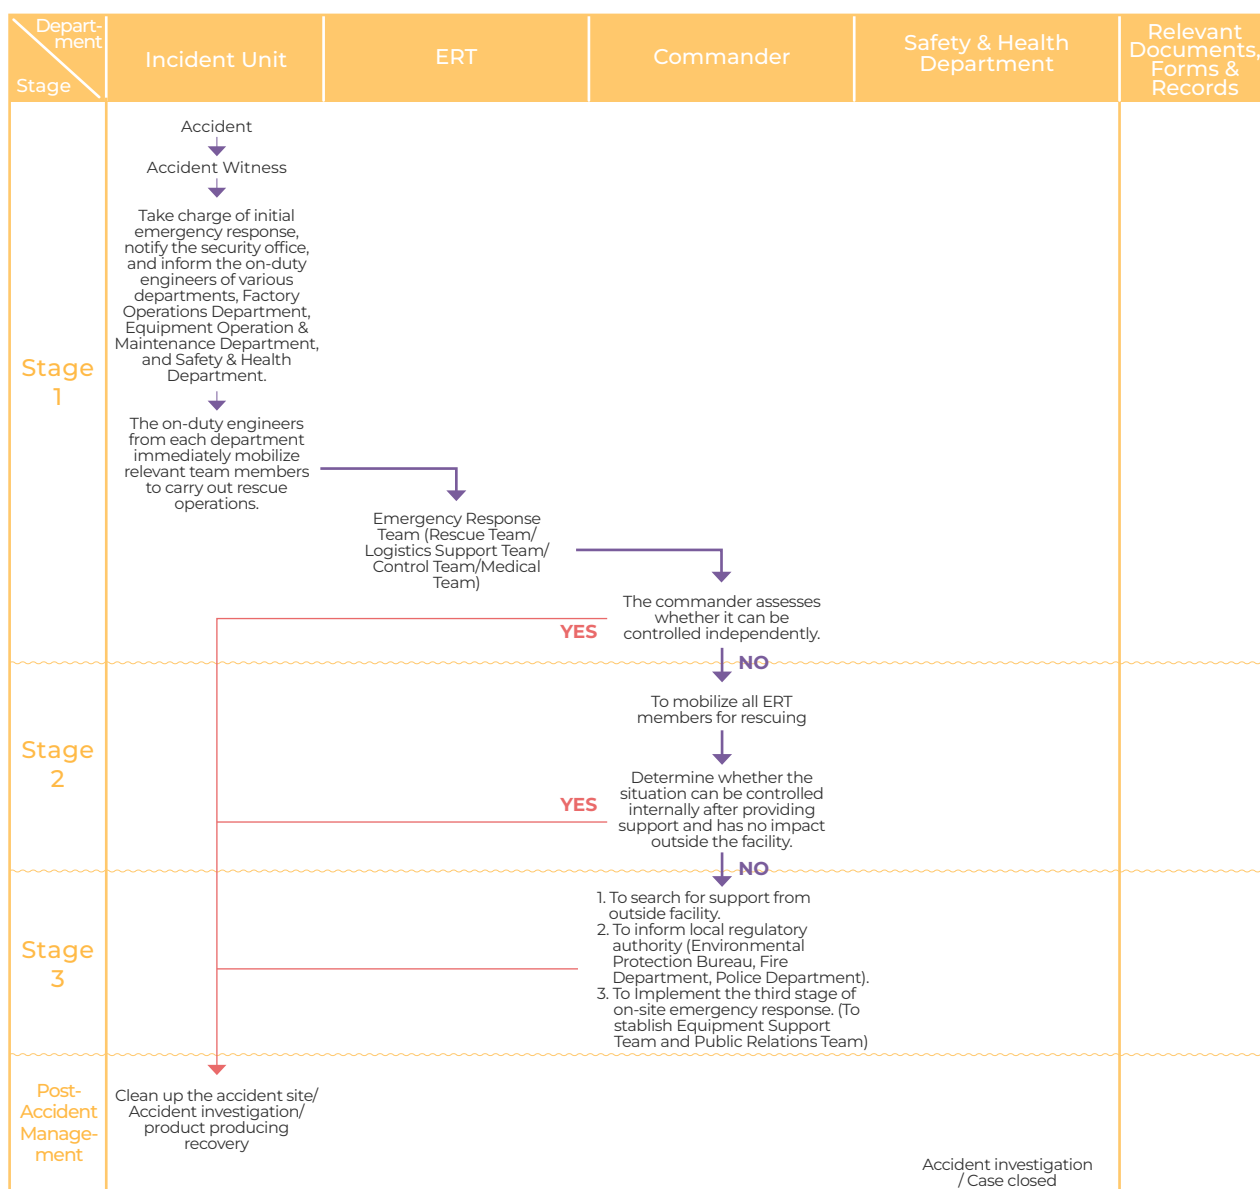 Depart-
ment
Stage
Incident Unit
ERT
Commander
Safety & Health
Department
Relevant
Documents,
Forms &
Records
Stage
1
Accident
Accident Witness
Take charge of initial
emergency response,
notify the security office,
and inform the on-duty
engineers of various
departments, Factory
Operations Department,
Equipment Operation &
Maintenance Department,
and Safety & Health
Department.
The on-duty engineers
from each department
immediately mobilize
relevant team members
to carry out rescue
operations.
Emergency Response
Team (Rescue Team/
Logistics Support Team/
Control Team/Medical
Team)
The commander assesses
whether it can be
controlled independently.
YES
NO
Stage
2
To mobilize all ERT
members for rescuing
Determine whether the
situation can be controlled
internally after providing
support and has no impact
outside the facility.
YES
NO
Stage
3
1. To search for support from
outside facility.
2. To inform local regulatory
authority (Environmental
Protection Bureau, Fire
Department, Police Department).
3. To Implement the third stage of
on-site emergency response. (To
stablish Equipment Support
Team and Public Relations Team)
Post-
Accident
Manage-
ment
Clean up the accident site/
Accident investigation/
product producing
recovery
Accident investigation
/ Case closed